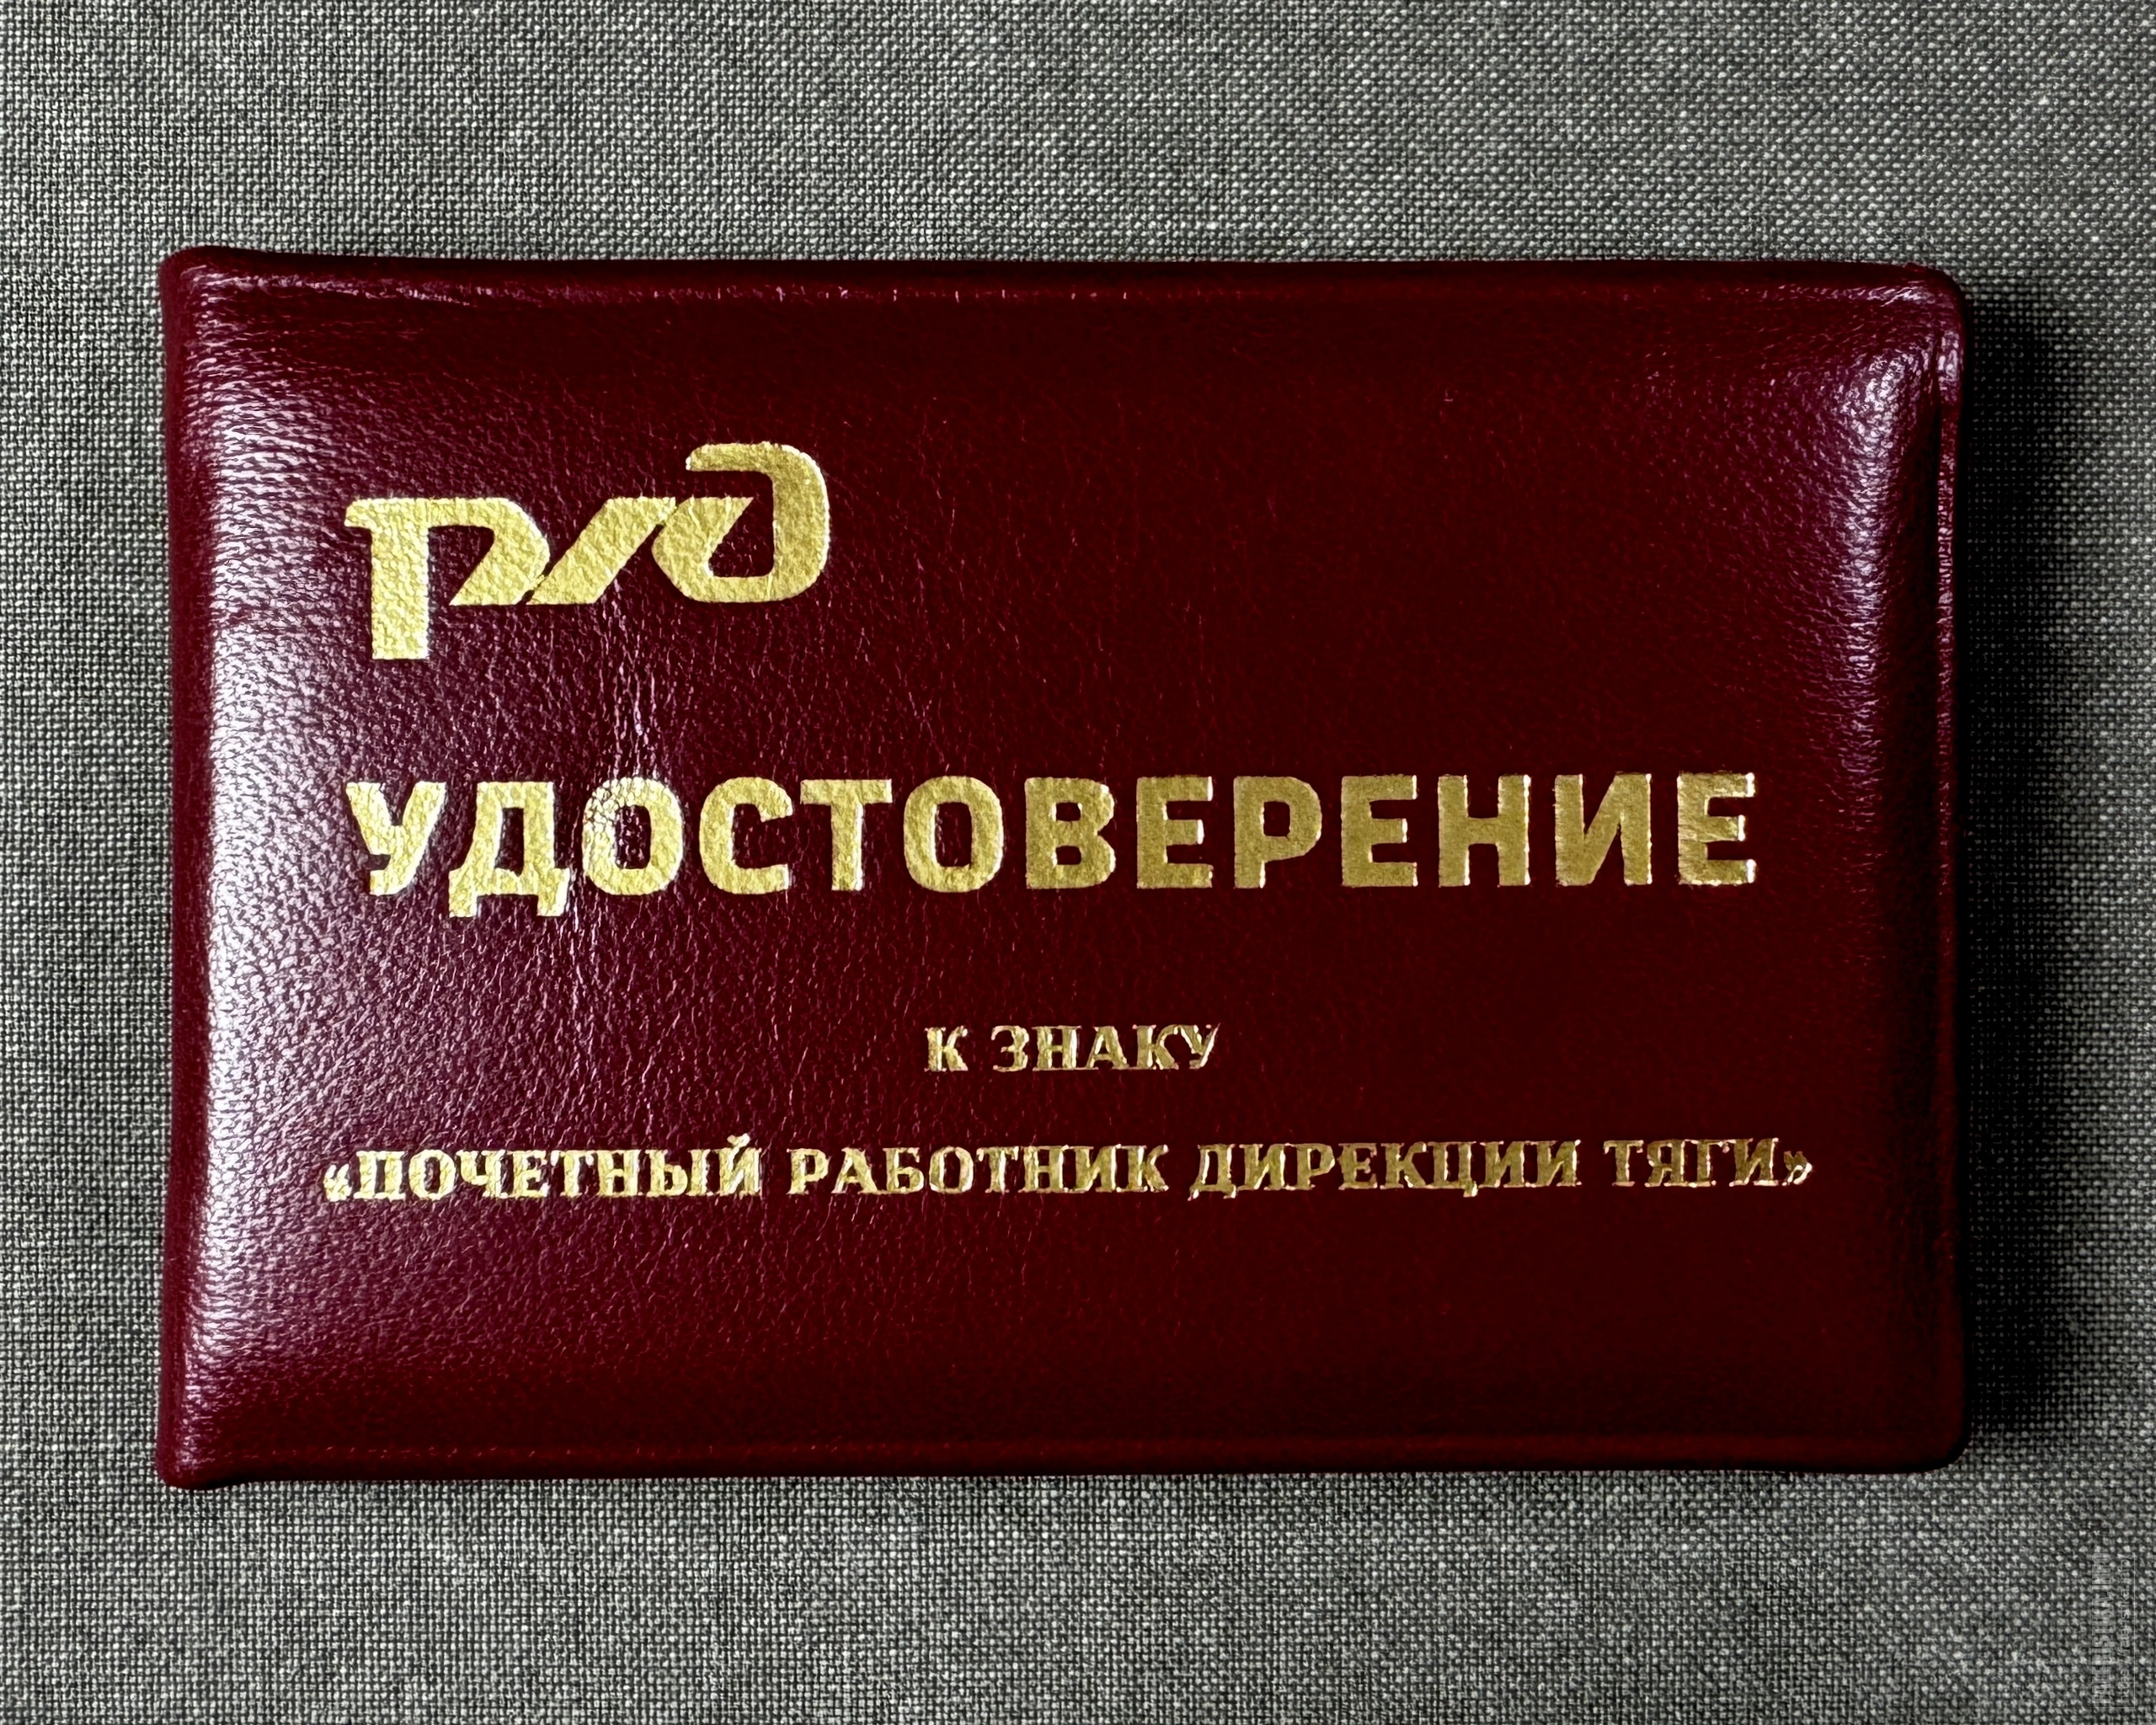 РЖД
УДОСТОВЕРЕНИЕ
К ЗНАКУ
«ПОЧЕТНЫЙ РАБОТНИК ДИРЕКЦИИ ТЯГИ»